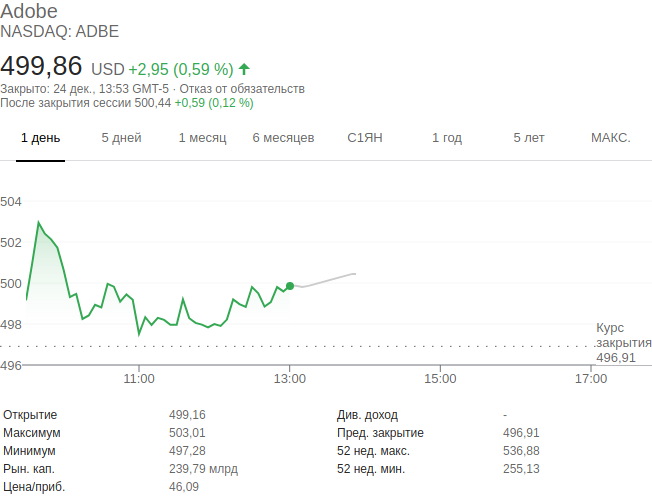 Adobe
NASDAQ: ADBE
499,86 USD +2,95 (0,59 %)
Закрыто: 24 дек., 13:53 GMT-5 · Отказ от обязательств
После закрытия сессии 500,44 +0,59 (0,12 %)
1 день 5 дней 1 месяц 6 месяцев С1ЯН 1 год 5 лет МАКС.
504
502
500
498
Курс
закрытия
496,91
496
11:00 13:00 15:00 17:00
Открытие 499,16 Див. доход -
Максимум 503,01 Пред. закрытие 496,91
Минимум 497,28 52 нед. макс. 536,88
Рын. кап. 239,79 млрд 52 нед. мин. 255,13
Цена/приб. 46,09